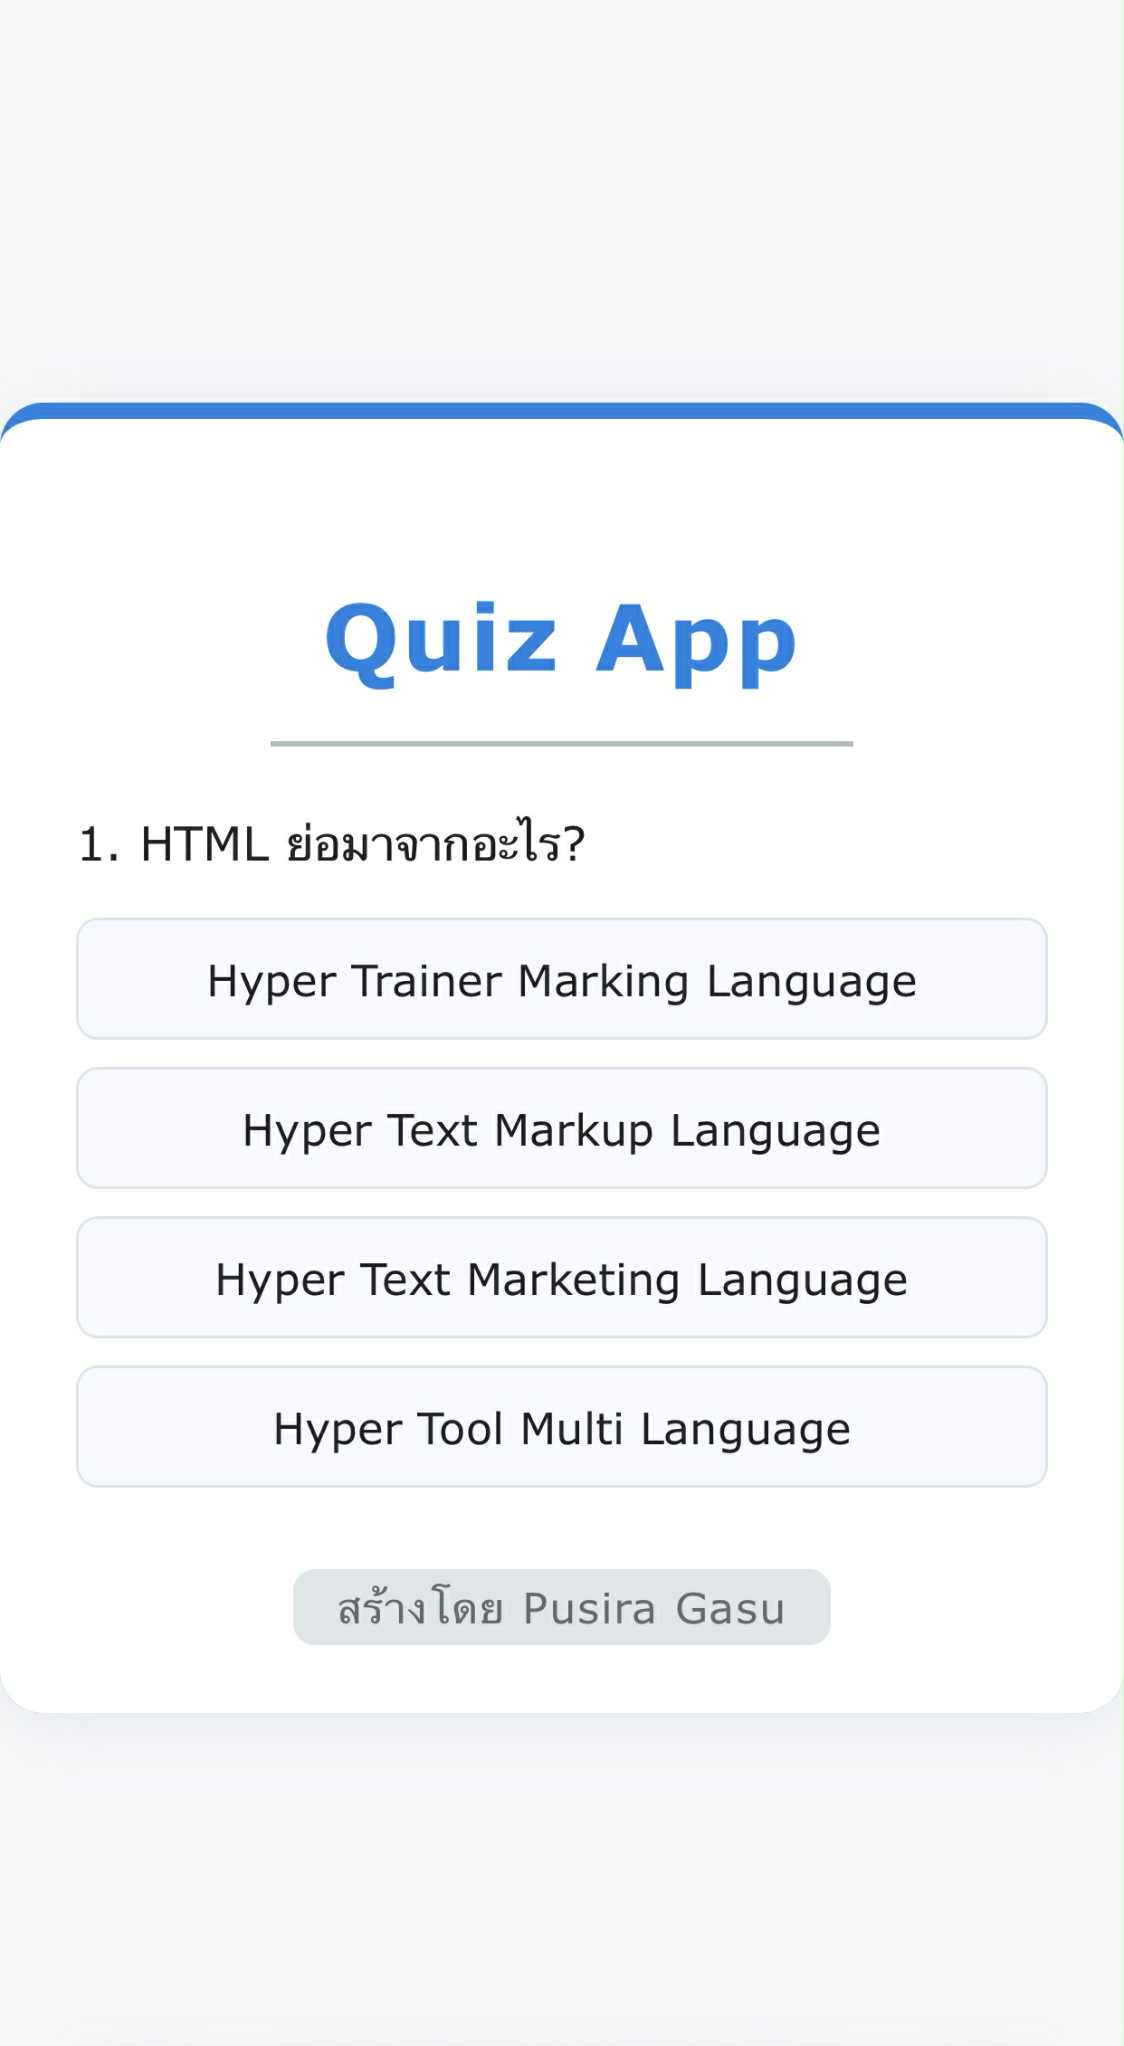 Quiz App
1. HTML ย่อมาจากอะไร?
Hyper Trainer Marking Language
Hyper Text Markup Language
Hyper Text Marketing Language
Hyper Tool Multi Language
สร้างโดย Pusira Gasu